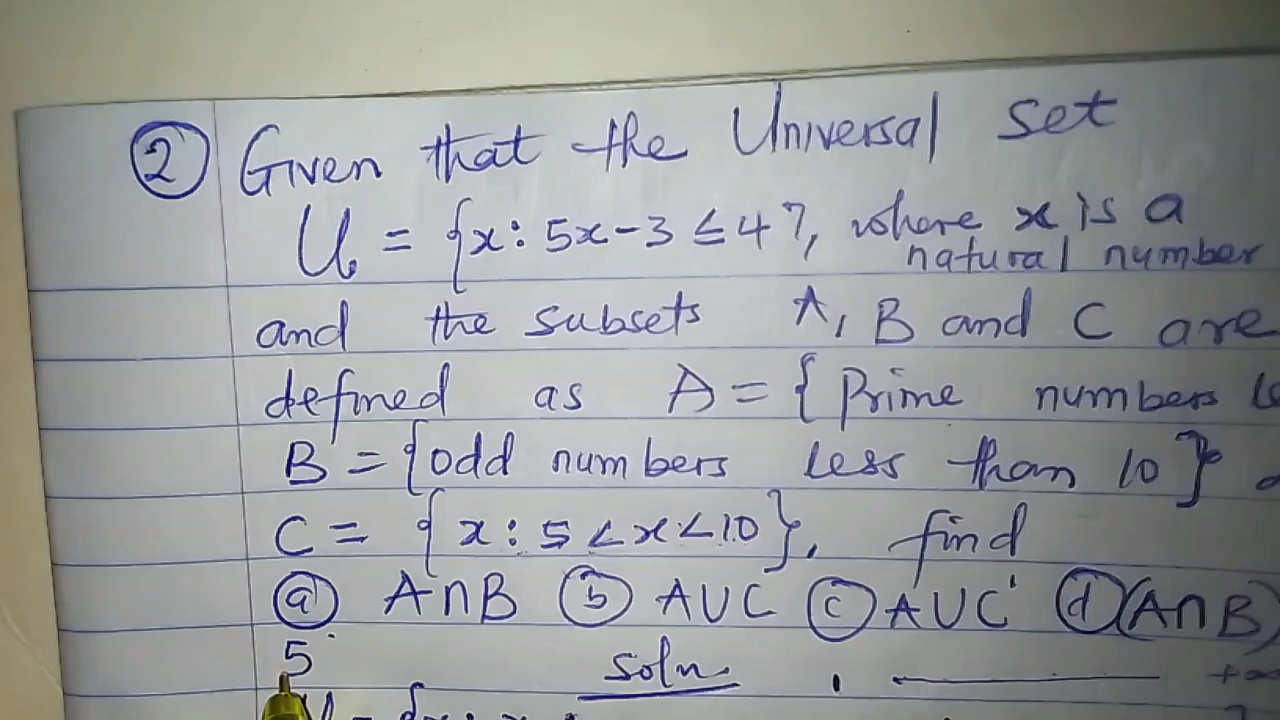 ② Given that the Universal set
U = {x: 5x-3 ≤ 47, where x is a
natural number
and the subsets A, B and C are
defined as A = {Prime numbers
B = {odd numbers less than 10}
C = {x: 5 < x < 10}, find
ⓐ A∩B ⓑ A∪C ⓒ A∪C' ⓓ (A∩B)
5 soln